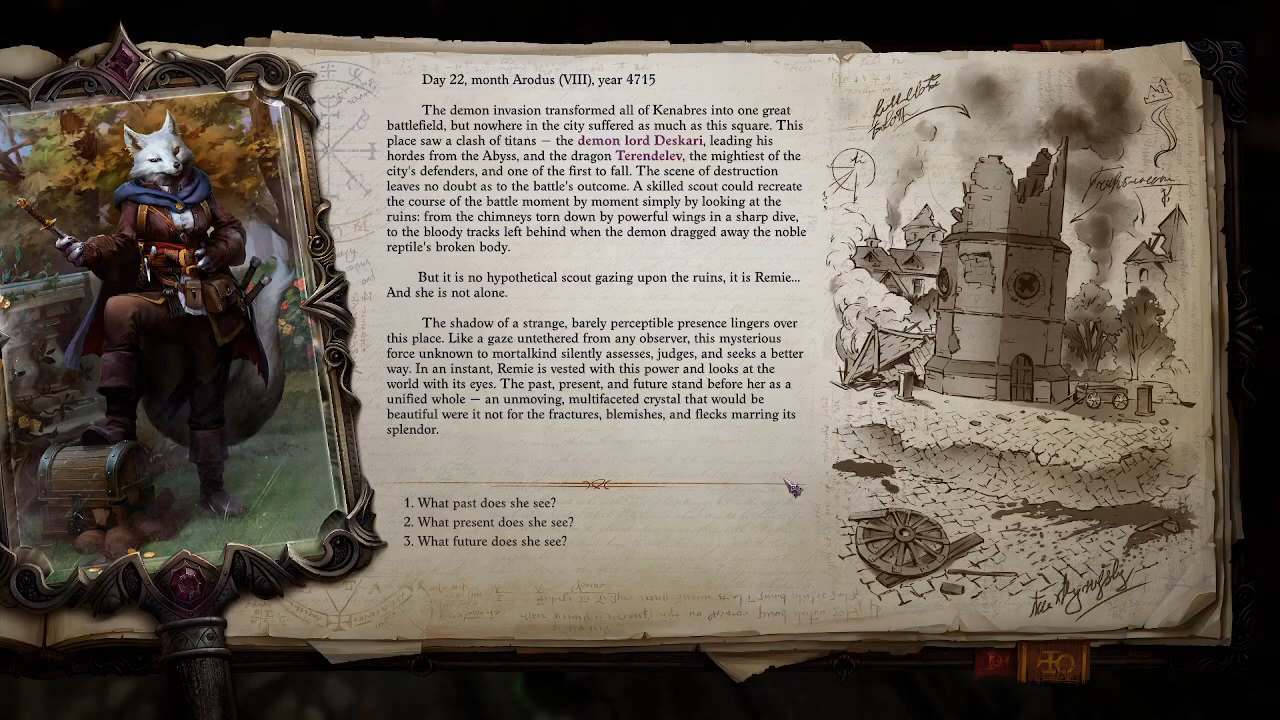 Day 22, month Arodus (VIII), year 4715
The demon invasion transformed all of Kenabres into one great
battlefield, but nowhere in the city suffered as much as this square. This
place saw a clash of titans — the demon lord Deskari, leading his
hordes from the Abyss, and the dragon Terendelev, the mightiest of the
city's defenders, and one of the first to fall. The scene of destruction
leaves no doubt as to the battle's outcome. A skilled scout could recreate
the course of the battle moment by moment simply by looking at the
ruins: from the chimneys torn down by powerful wings in a sharp dive,
to the bloody tracks left behind when the demon dragged away the noble
reptile's broken body.
But it is no hypothetical scout gazing upon the ruins, it is Remie...
And she is not alone.
The shadow of a strange, barely perceptible presence lingers over
this place. Like a gaze untethered from any observer, this mysterious
force unknown to mortalkind silently assesses, judges, and seeks a better
way. In an instant, Remie is vested with this power and looks at the
world with its eyes. The past, present, and future stand before her as a
unified whole — an unmoving, multifaceted crystal that would be
beautiful were it not for the fractures, blemishes, and flecks marring its
splendor.
1. What past does she see?
2. What present does she see?
3. What future does she see?